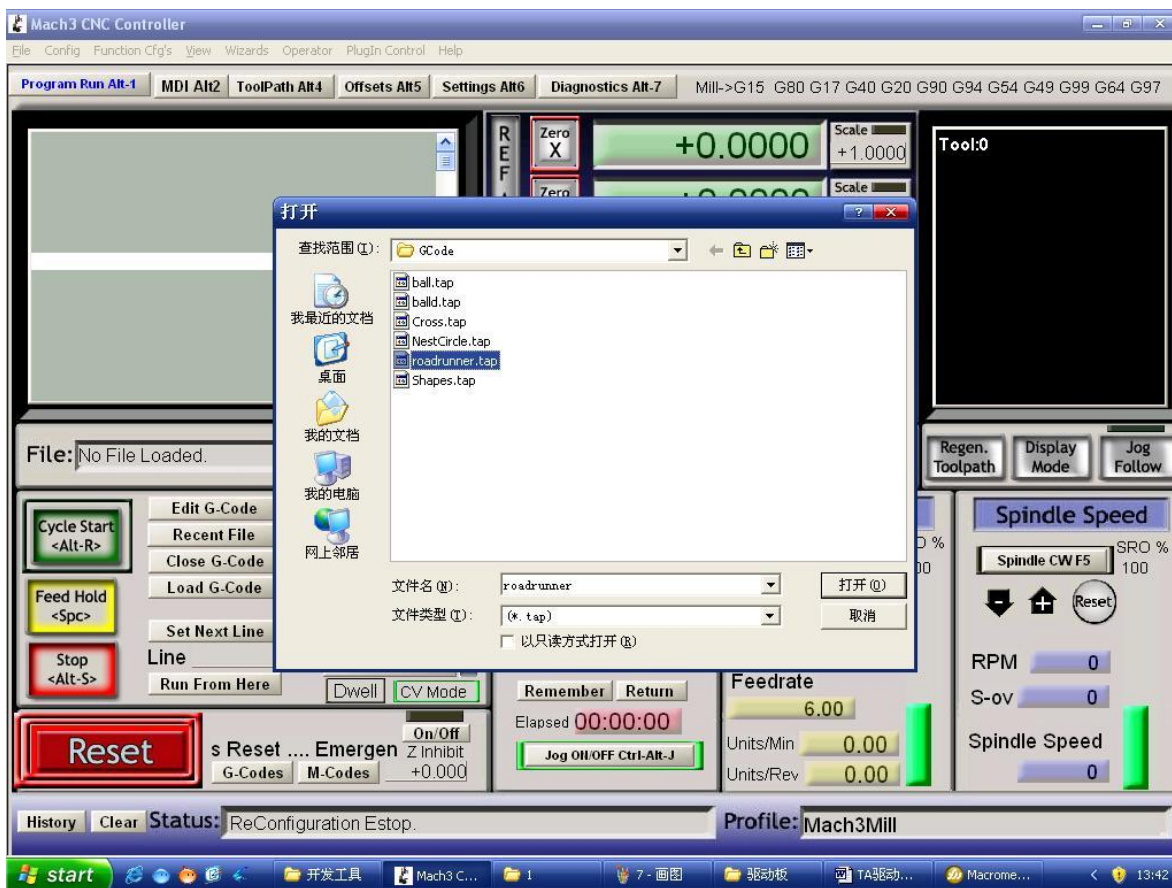 Mach3 CNC Controller
File Config Function Cfg's View Wizards Operator PlugIn Control Help
Program Run Alt-1 MDI Alt2 ToolPath Alt4 Offsets Alt5 Settings Alt6 Diagnostics Alt-7 Mill->G15 G80 G17 G40 G20 G90 G94 G54 G49 G99 G64 G97
REF
Zero X +0.0000 Scale +1.0000
Zero Scale
Tool:0
打开
查找范围(I): GCode
我最近的文档
桌面
我的文档
我的电脑
网上邻居
ball.tap
balld.tap
Cross.tap
NestCircle.tap
roadrunner.tap
Shapes.tap
文件名(N): roadrunner 打开(O)
文件类型(T): (*.tap) 取消
以只读方式打开(R)
File: No File Loaded.
Regen. Toolpath Display Mode Jog Follow
Cycle Start <Alt-R>
Feed Hold <Spc>
Stop <Alt-S>
Edit G-Code
Recent File
Close G-Code
Load G-Code
Set Next Line
Line
Run From Here
Dwell CV Mode
Reset
s Reset .... Emergen
G-Codes M-Codes
On/Off
Z Inhibit
+0.000
Remember Return
Elapsed 00:00:00
Jog ON/OFF Ctrl-Alt-J
Feedrate
6.00
Units/Min 0.00
Units/Rev 0.00
Spindle Speed
Spindle CW F5
SRO %
100
Reset
RPM 0
S-ov 0
Spindle Speed
0
History Clear Status: ReConfiguration Estop.
Profile: Mach3Mill
start 开发工具 Mach3 C... 1 7 - 画图 驱动板 TA驱动... Macrome... 13:42